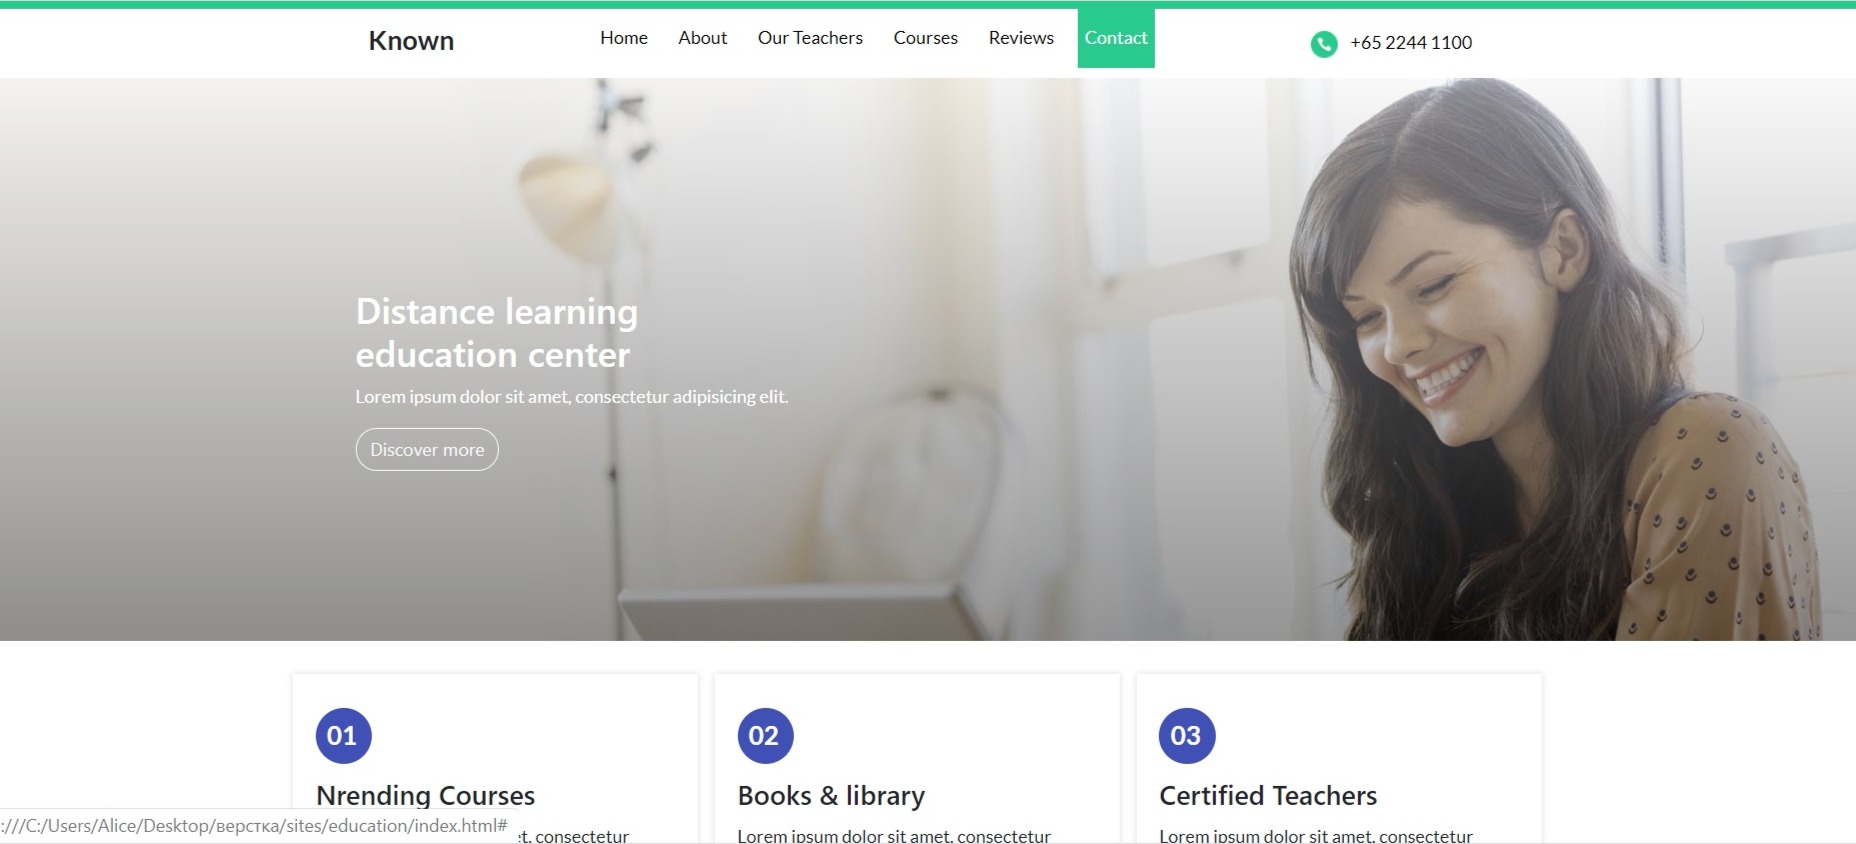 Known
Home About Our Teachers Courses Reviews Contact
+65 2244 1100
Distance learning
education center
Lorem ipsum dolor sit amet, consectetur adipisicing elit.
Discover more
01
Nrending Courses
t. consectetur
02
Books & library
Lorem ipsum dolor sit amet. consectetur
03
Certified Teachers
Lorem ipsum dolor sit amet. consectetur
:///C:/Users/Alice/Desktop/верстка/sites/education/index.html#